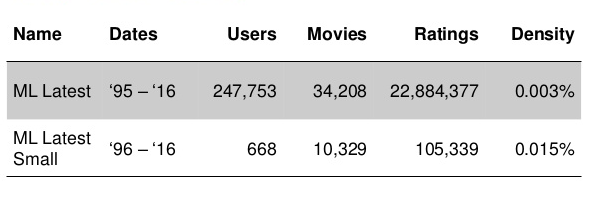 Name Dates Users Movies Ratings Density
ML Latest ‘95 – ‘16 247,753 34,208 22,884,377 0.003%
ML Latest Small ‘96 – ‘16 668 10,329 105,339 0.015%